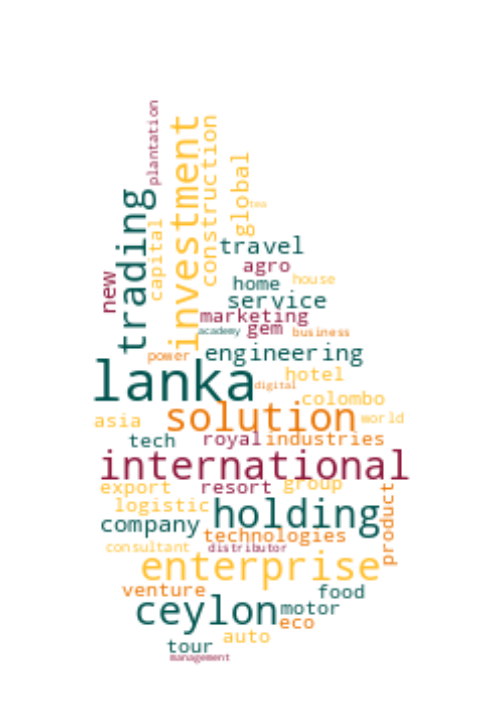 plantation
investment
construction
trading
global
tea
capital
travel
agro
new
home
house
service
marketing
gem
academy
business
power
engineering
lanka
hotel
digital
colombo
asia
solution
world
tech
royal
industries
international
export
resort
group
logistic
holding
product
company
technologies
consultant
distributor
enterprise
venture
food
ceylon
motor
eco
auto
tour
management